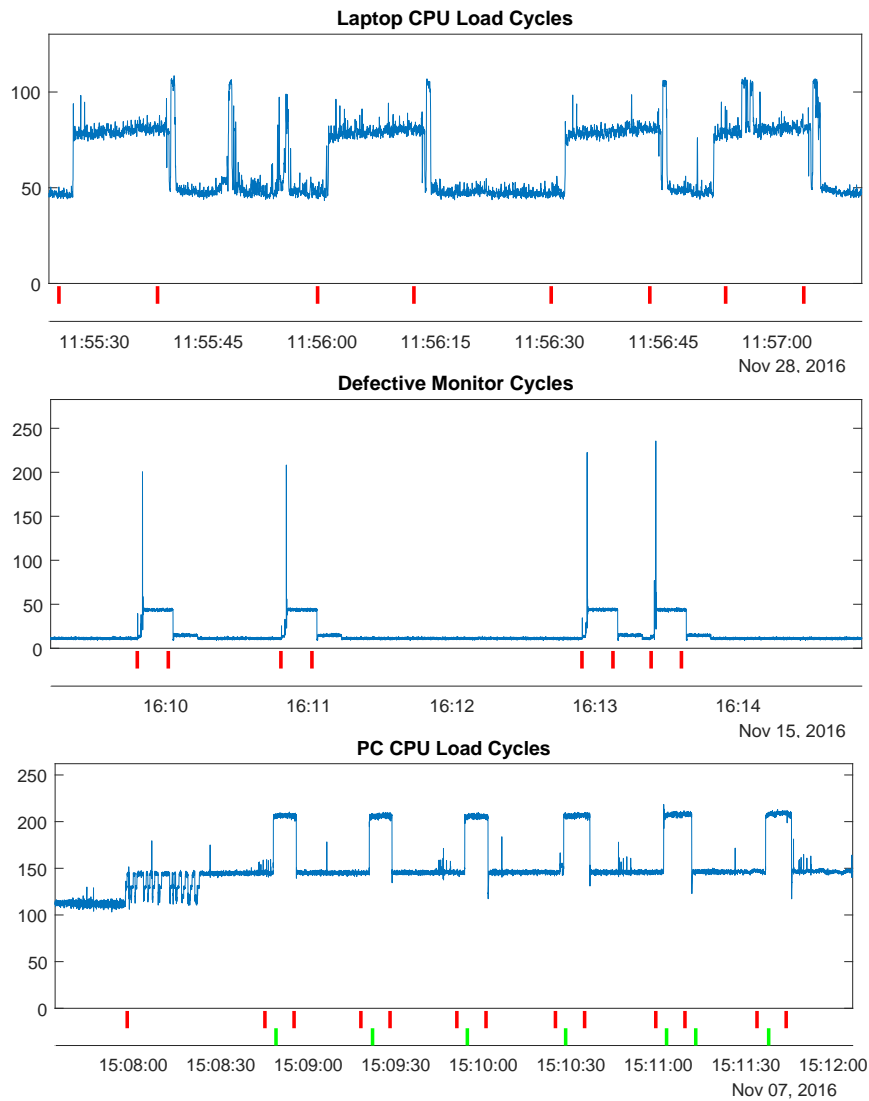 Laptop CPU Load Cycles
100
50
0
11:55:30 11:55:45 11:56:00 11:56:15 11:56:30 11:56:45 11:57:00
Nov 28, 2016
Defective Monitor Cycles
250
200
150
100
50
0
16:10 16:11 16:12 16:13 16:14
Nov 15, 2016
PC CPU Load Cycles
250
200
150
100
50
0
15:08:00 15:08:30 15:09:00 15:09:30 15:10:00 15:10:30 15:11:00 15:11:30 15:12:00
Nov 07, 2016